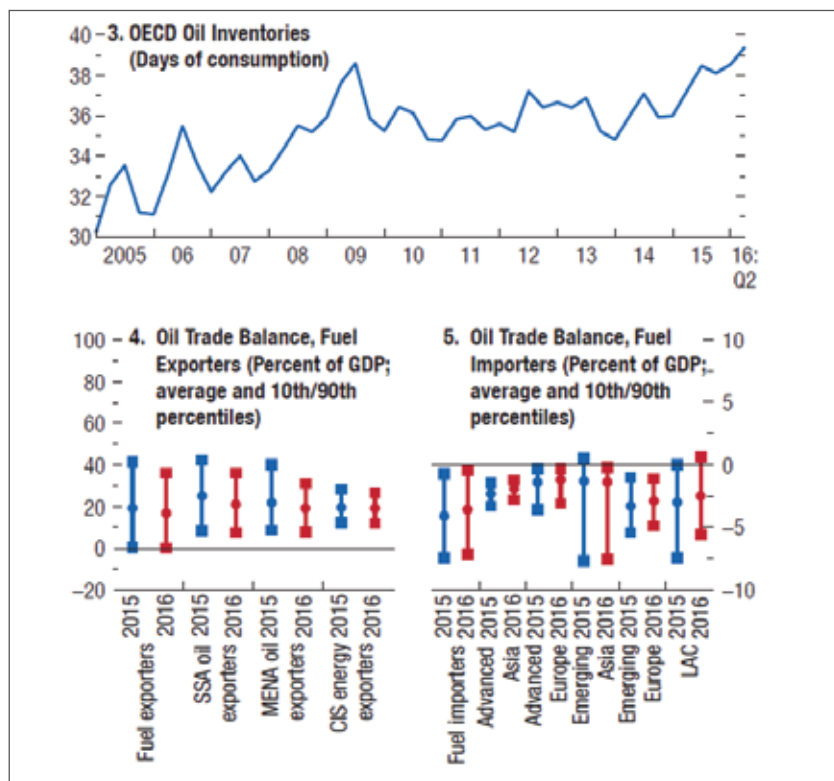 3. OECD Oil Inventories
(Days of consumption)
40
38
36
34
32
30
2005 06 07 08 09 10 11 12 13 14 15 16:
Q2
4. Oil Trade Balance, Fuel
Exporters (Percent of GDP;
average and 10th/90th
percentiles)
100
80
60
40
20
0
–20
2015
2016
Fuel exporters
SSA oil 2015
exporters 2016
MENA oil 2015
exporters 2016
CIS energy 2015
exporters 2016
5. Oil Trade Balance, Fuel
Importers (Percent of GDP;
average and 10th/90th
percentiles)
10
5
0
–5
–10
2015
Fuel importers 2016
Advanced 2015
Asia 2016
Advanced 2015
Europe 2016
Emerging 2015
Asia 2016
Emerging 2015
Europe 2016
2015
LAC 2016